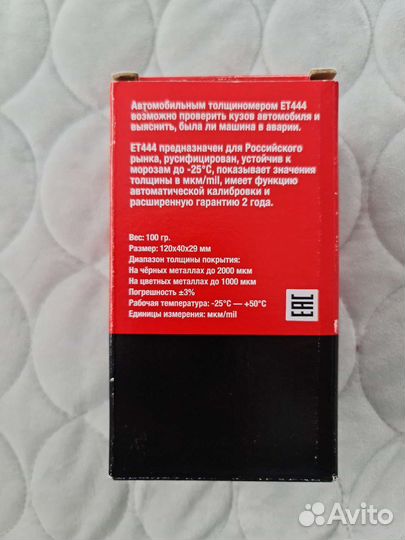 Автомобильным толщиномером ET444
возможно проверить кузов автомобиля и
выяснить, была ли машина в аварии.
ET444 предназначен для Российского
рынка, русифицирован, устойчив к
морозам до -25°C, показывает значения
толщины в мкм/mil, имеет функцию
автоматической калибровки и
расширенную гарантию 2 года.
Вес: 100 гр.
Размер: 120х40х29 мм
Диапазон толщины покрытия:
На чёрных металлах до 2000 мкм
На цветных металлах до 1000 мкм
Погрешность ±3%
Рабочая температура: -25°C — +50°C
Единицы измерения: мкм/mil
EAC
Avito